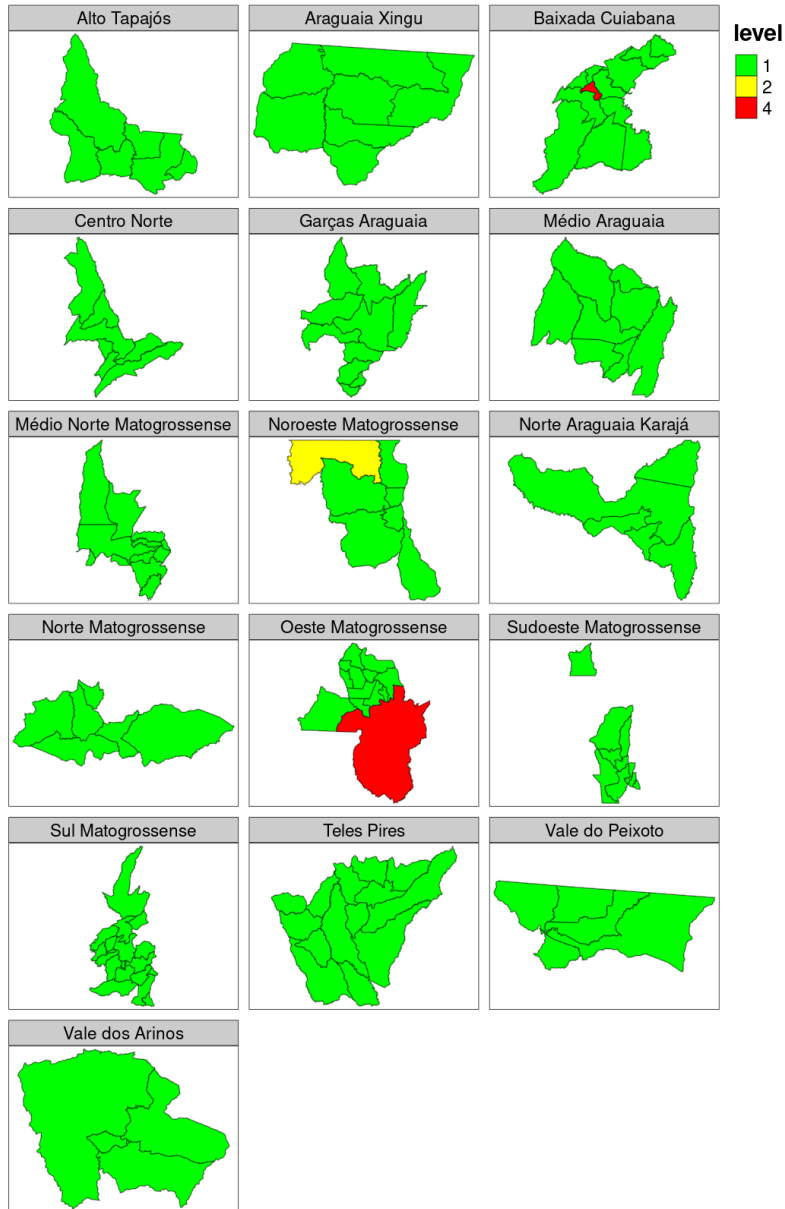 Alto Tapajós
Araguaia Xingu
Baixada Cuiabana
level
1
2
4
Centro Norte
Garças Araguaia
Médio Araguaia
Médio Norte Matogrossense
Noroeste Matogrossense
Norte Araguaia Karajá
Norte Matogrossense
Oeste Matogrossense
Sudoeste Matogrossense
Sul Matogrossense
Teles Pires
Vale do Peixoto
Vale dos Arinos